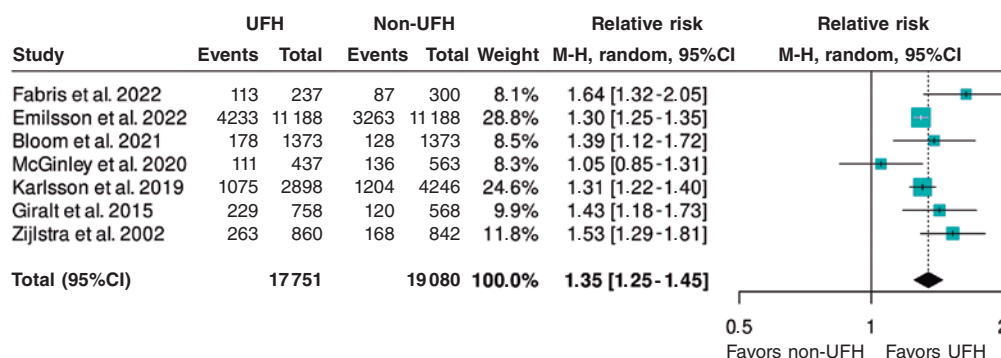 UFH Non-UFH Relative risk Relative risk
Study Events Total Events Total Weight M-H, random, 95%CI M-H, random, 95%CI
Fabris et al. 2022 113 237 87 300 8.1% 1.64 [1.32-2.05]
Emilsson et al. 2022 4233 11 188 3263 11 188 28.8% 1.30 [1.25-1.35]
Bloom et al. 2021 178 1373 128 1373 8.5% 1.39 [1.12-1.72]
McGinley et al. 2020 111 437 136 563 8.3% 1.05 [0.85-1.31]
Karlsson et al. 2019 1075 2898 1204 4246 24.6% 1.31 [1.22-1.40]
Giralt et al. 2015 229 758 120 568 9.9% 1.43 [1.18-1.73]
Zijlstra et al. 2002 263 860 168 842 11.8% 1.53 [1.29-1.81]
Total (95%CI) 17 751 19 080 100.0% 1.35 [1.25-1.45]
0.5 1 2
Favors non-UFH Favors UFH